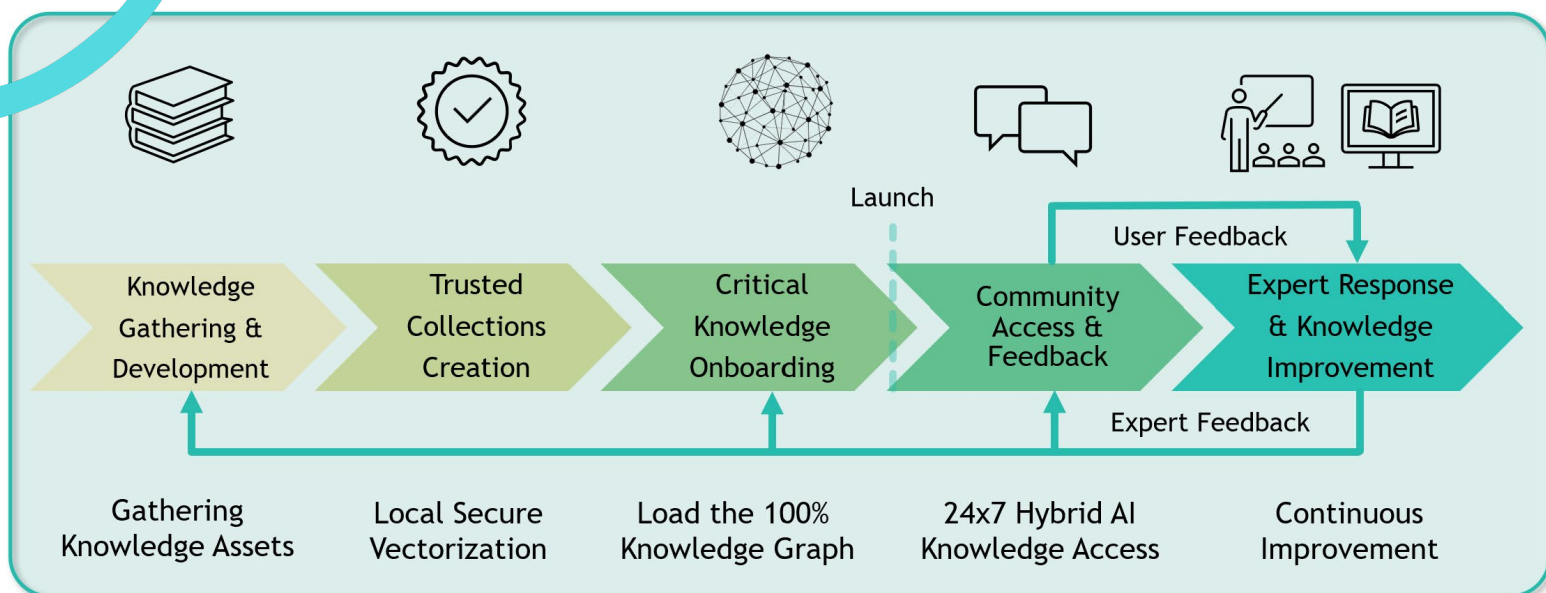 Launch
User Feedback
Knowledge
Gathering &
Development
Trusted
Collections
Creation
Critical
Knowledge
Onboarding
Community
Access &
Feedback
Expert Response
& Knowledge
Improvement
Expert Feedback
Gathering
Knowledge Assets
Local Secure
Vectorization
Load the 100%
Knowledge Graph
24x7 Hybrid AI
Knowledge Access
Continuous
Improvement